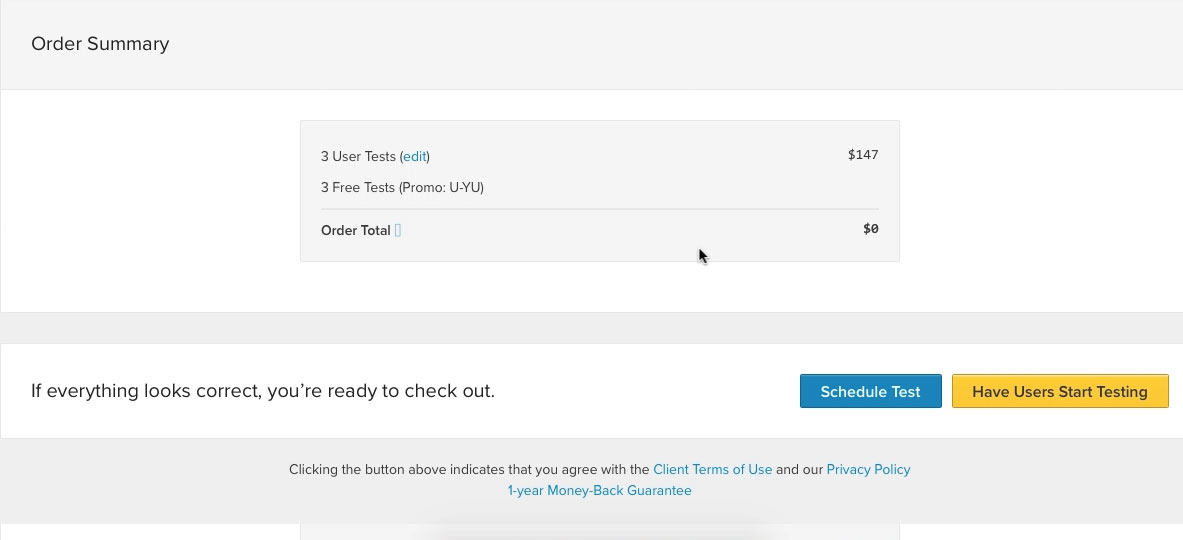 Order Summary
3 User Tests (edit) $147
3 Free Tests (Promo: U-YU)
Order Total $0
If everything looks correct, you’re ready to check out.
Schedule Test Have Users Start Testing
Clicking the button above indicates that you agree with the Client Terms of Use and our Privacy Policy
1-year Money-Back Guarantee